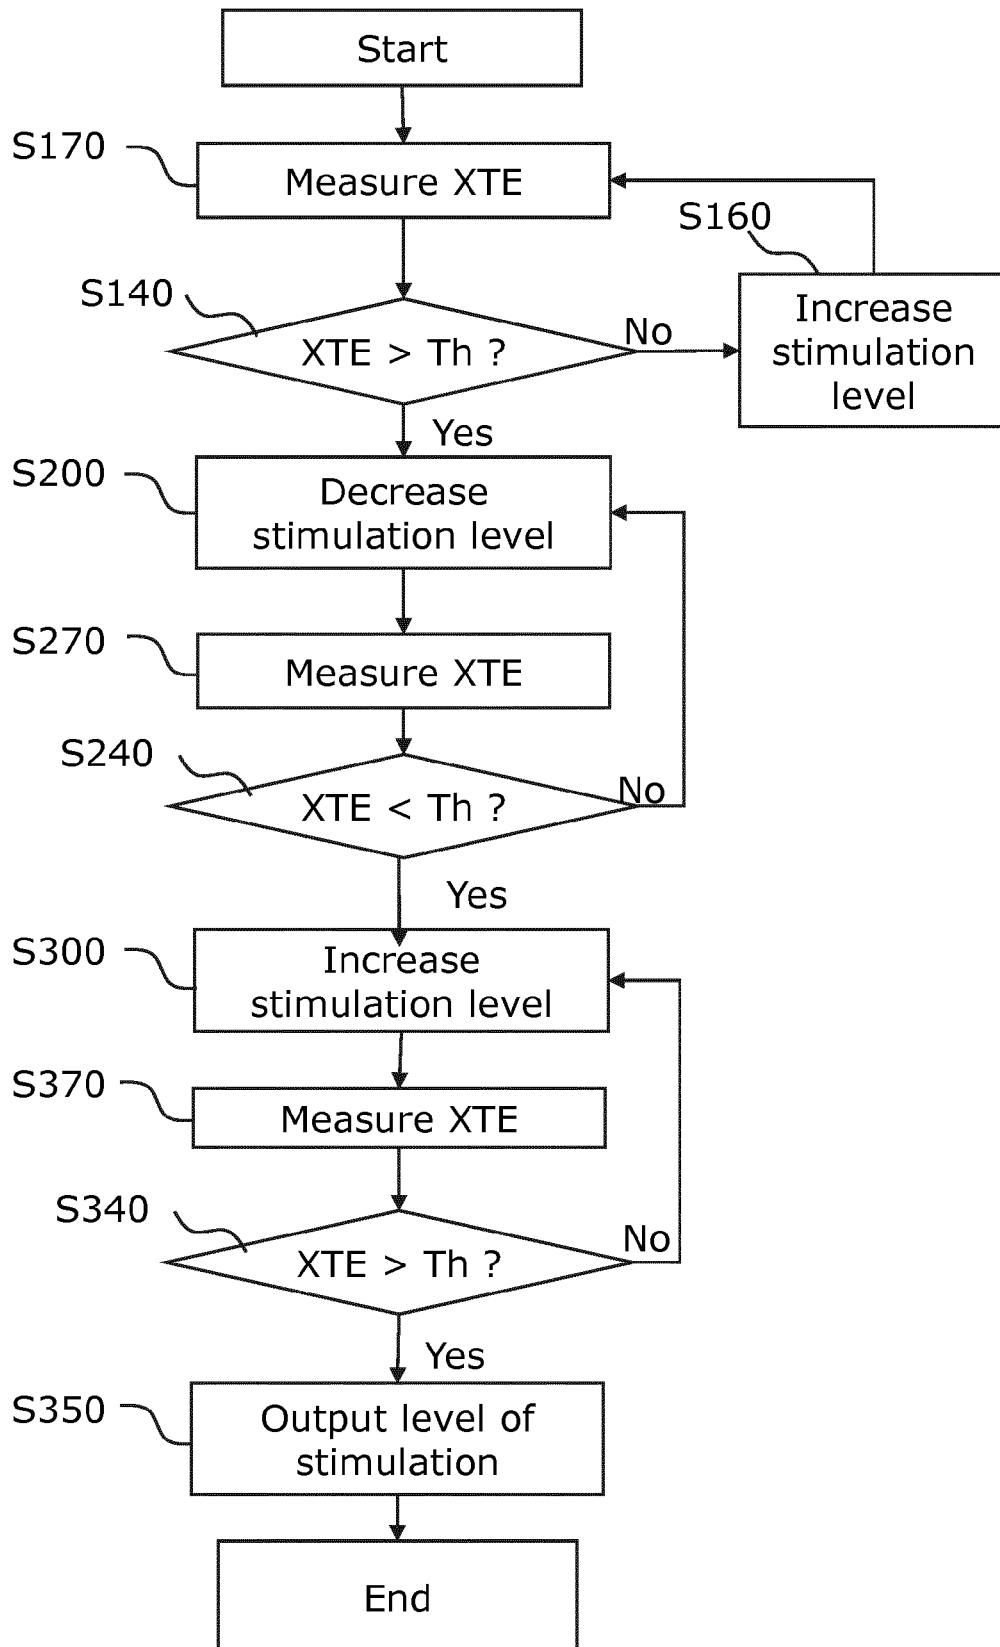 Start
S170
Measure XTE
S160
S140
XTE > Th ?
No
Increase
stimulation
level
Yes
S200
Decrease
stimulation level
S270
Measure XTE
S240
XTE < Th ?
No
Yes
S300
Increase
stimulation level
S370
Measure XTE
S340
XTE > Th ?
No
Yes
S350
Output level of
stimulation
End